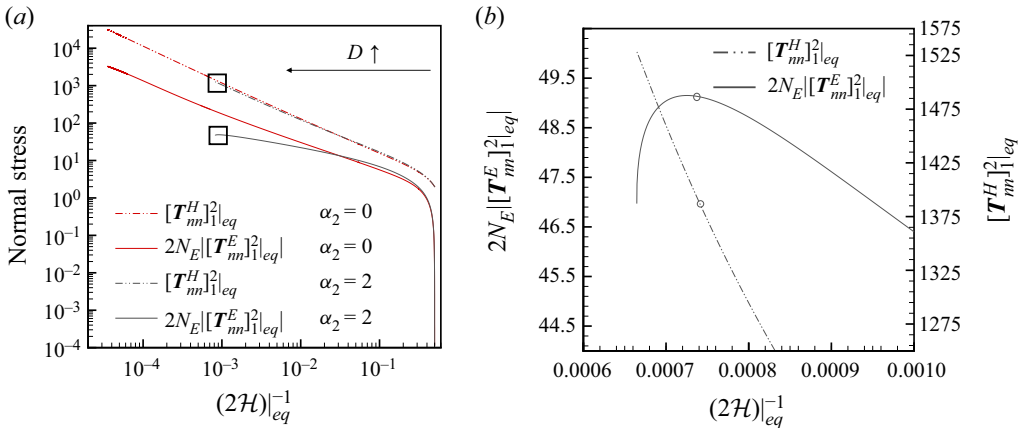 (a)
10^4
10^3
10^2
10^1
10^0
10^–1
10^–2
10^–3
10^–4
Normal stress
D ↑
[T^H_nn]^2_1|_eq α_2 = 0
2N_E|[T^E_nn]^2_1|_eq| α_2 = 0
[T^H_nn]^2_1|_eq α_2 = 2
2N_E|[T^E_nn]^2_1|_eq| α_2 = 2
10^–4 10^–3 10^–2 10^–1
(2H)|^–1_eq
(b)
49.5
48.5
47.5
46.5
45.5
44.5
2N_E|[T^E_nn]^2_1|_eq|
[T^H_nn]^2_1|_eq
2N_E|[T^E_nn]^2_1|_eq|
1575
1525
1475
1425
1375
1325
1275
[T^H_nn]^2_1|_eq
0.0006 0.0007 0.0008 0.0009 0.0010
(2H)|^–1_eq